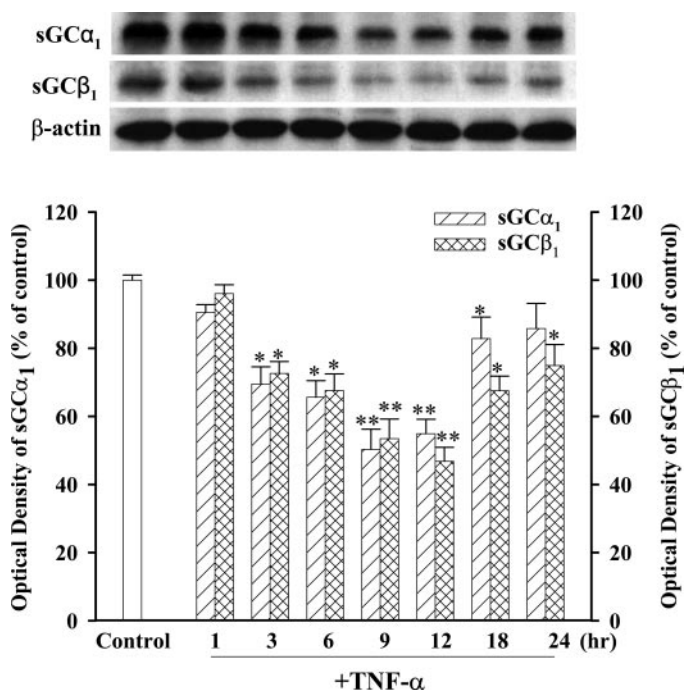 sGCα₁
sGCβ₁
β-actin
120 120
sGCα₁
sGCβ₁
100 100
80 80
60 60
40 40
20 20
0 0
Optical Density of sGCα1 (% of control)
Optical Density of sGCβ1 (% of control)
* *
* *
** **
** **
* *
*
Control 1 3 6 9 12 18 24 (hr)
+TNF-α